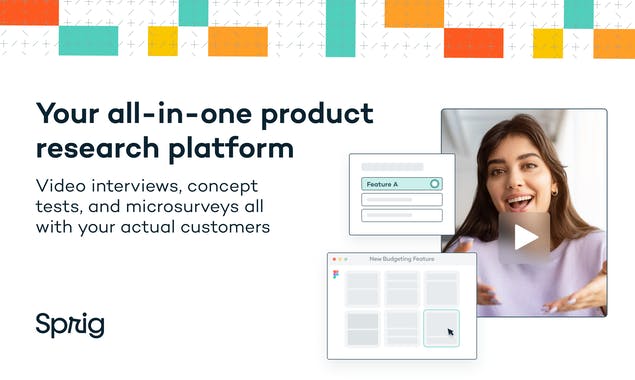 Your all-in-one product
research platform
Video interviews, concept
tests, and microsurveys all
with your actual customers
Feature A
New Budgeting Feature
Sprig